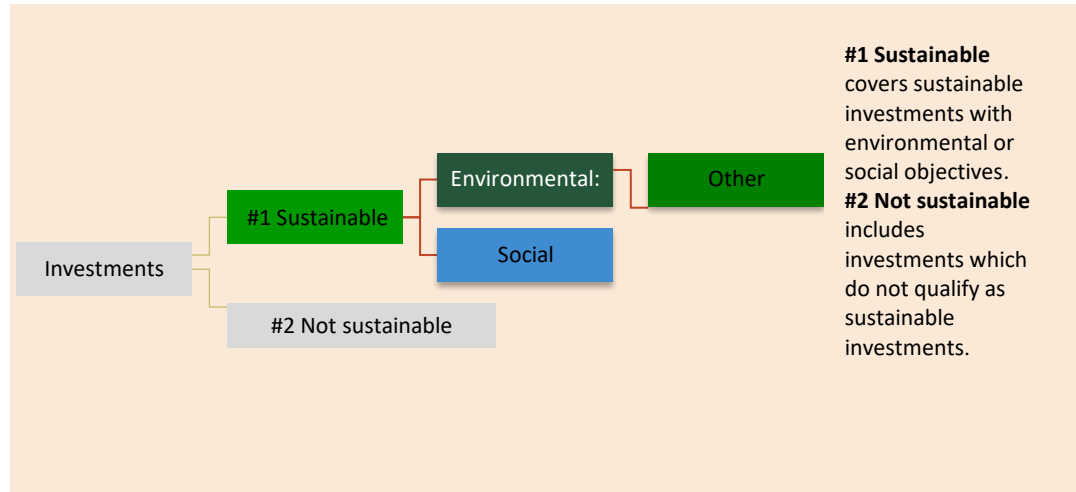 Investments
#1 Sustainable
#2 Not sustainable
Environmental:
Social
Other
#1 Sustainable
covers sustainable
investments with
environmental or
social objectives.
#2 Not sustainable
includes
investments which
do not qualify as
sustainable
investments.